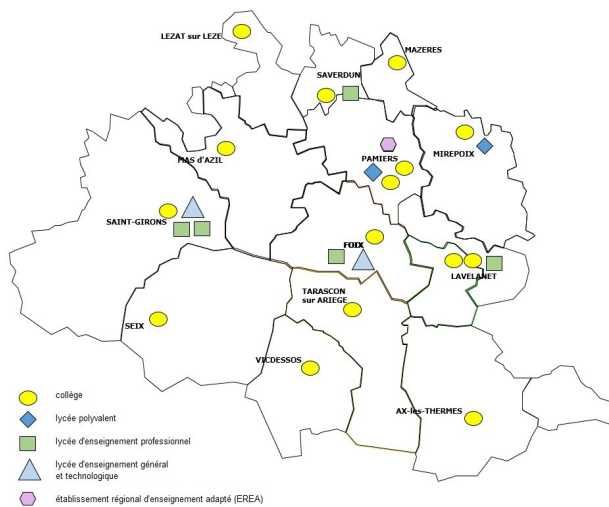 LEZAT sur LEZE
MAZERES
SAVERDUN
MIREPOIX
MAS d'AZIL
PAMIERS
SAINT-GIRONS
FOIX
LAVELANET
TARASCON
sur ARIEGE
SEIX
VICDESSOS
AX-les-THERMES
collège
lycée polyvalent
lycée d'enseignement professionnel
lycée d'enseignement général
et technologique
établissement régional d'enseignement adapté (EREA)